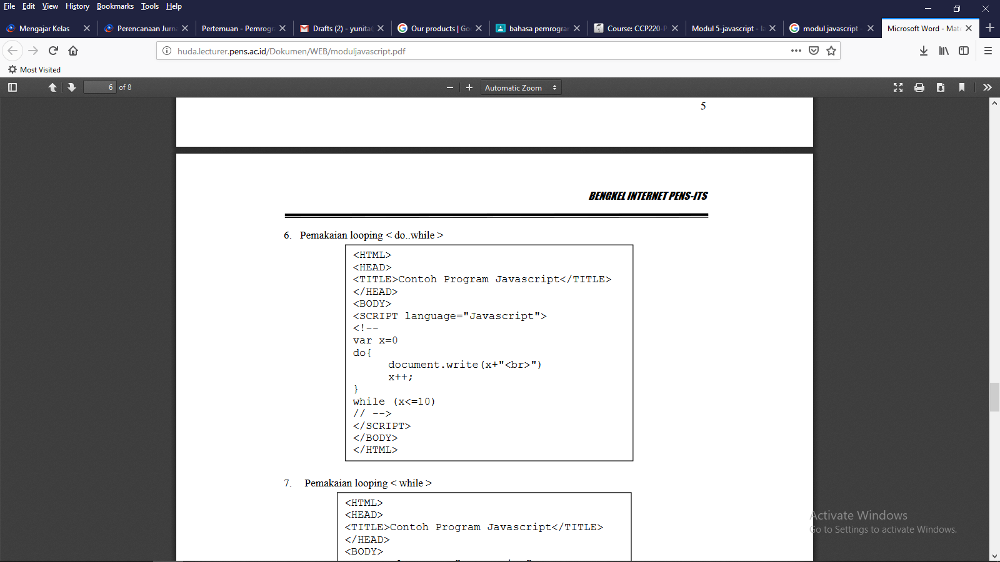 File Edit View History Bookmarks Tools Help
Mengajar Kelas Perencanaan Jurn Pertemuan - Pemrogr Drafts (2) - yunita Our products | Go bahasa pemrogra Course: CCP220-P Modul 5-javascript - modul javascript - Microsoft Word - Mat
huda.lecturer.pens.ac.id/Dokumen/WEB/moduljavascript.pdf
Most Visited
6 of 8 Automatic Zoom
5
BENGKEL INTERNET PENS-ITS
6. Pemakaian looping < do..while >
<HTML>
<HEAD>
<TITLE>Contoh Program Javascript</TITLE>
</HEAD>
<BODY>
<SCRIPT language="Javascript">
<!--
var x=0
do{
document.write(x+"<br>")
x++;
}
while (x<=10)
// -->
</SCRIPT>
</BODY>
</HTML>
7. Pemakaian looping < while >
<HTML>
<HEAD>
<TITLE>Contoh Program Javascript</TITLE>
</HEAD>
<BODY>
Activate Windows
Go to Settings to activate Windows.